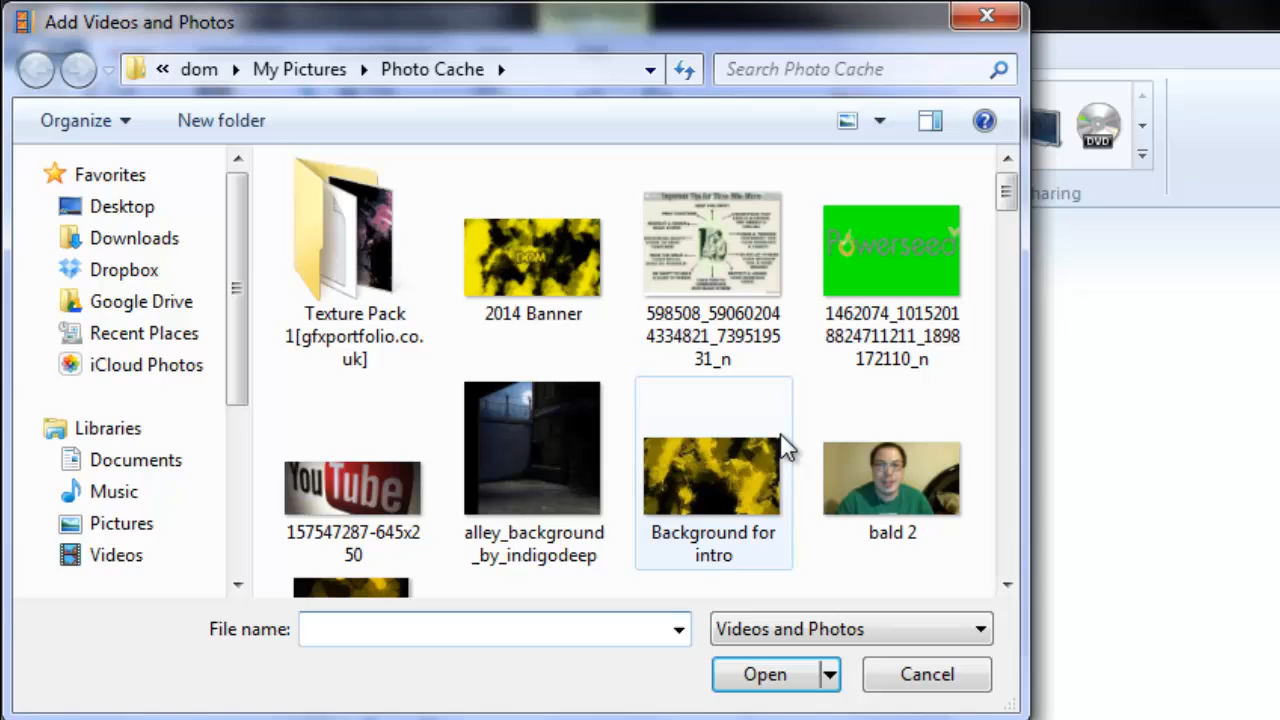 Add Videos and Photos
« dom ▸ My Pictures ▸ Photo Cache ▸
Search Photo Cache
Organize
New folder
DVD
haring
Favorites
Desktop
Downloads
Dropbox
Google Drive
Recent Places
iCloud Photos
Libraries
Documents
Music
Pictures
Videos
DOM
Powerseed
Texture Pack
1[gfxportfolio.co.
uk]
2014 Banner
598508_59060204
4334821_7395195
31_n
1462074_1015201
8824711211_1898
172110_n
YouTube
157547287-645x2
50
alley_background
_by_indigodeep
Background for
intro
bald 2
File name:
Videos and Photos
Open
Cancel